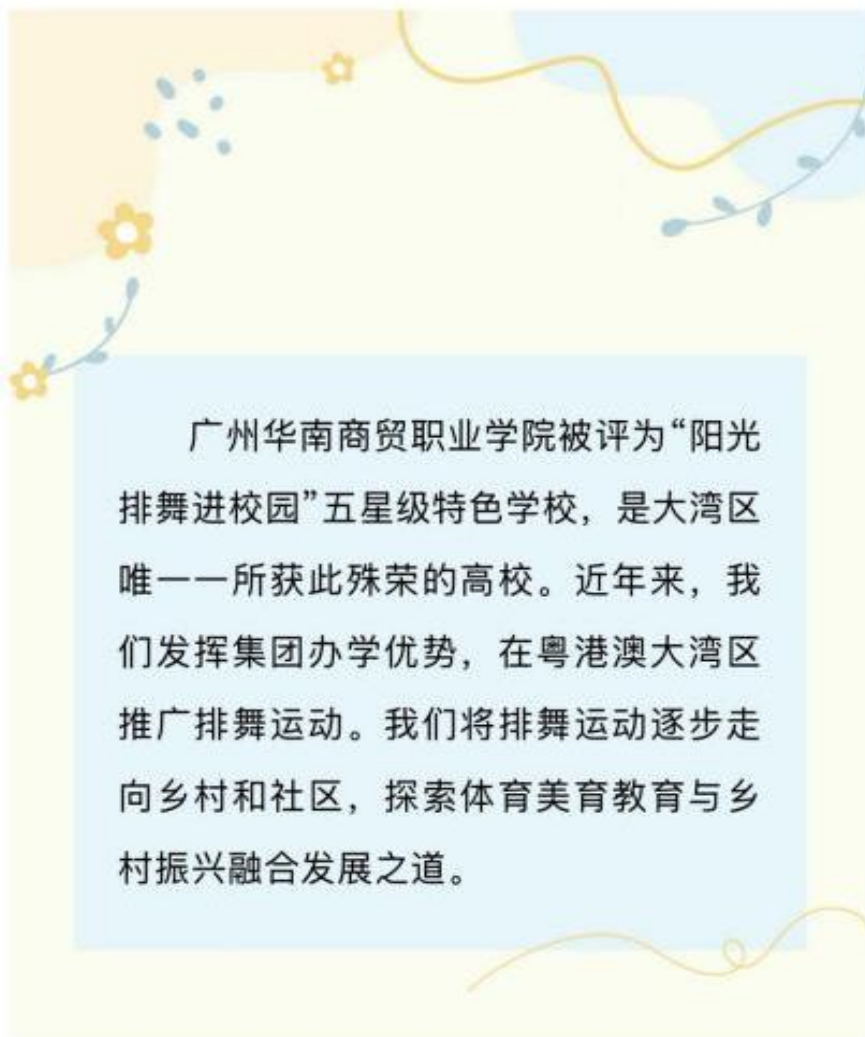 广州华南商贸职业学院被评为“阳光
排舞进校园”五星级特色学校，是大湾区
唯一一所获此殊荣的高校。近年来，我
们发挥集团办学优势，在粤港澳大湾区
推广排舞运动。我们将排舞运动逐步走
向乡村和社区，探索体育美育教育与乡
村振兴融合发展之道。